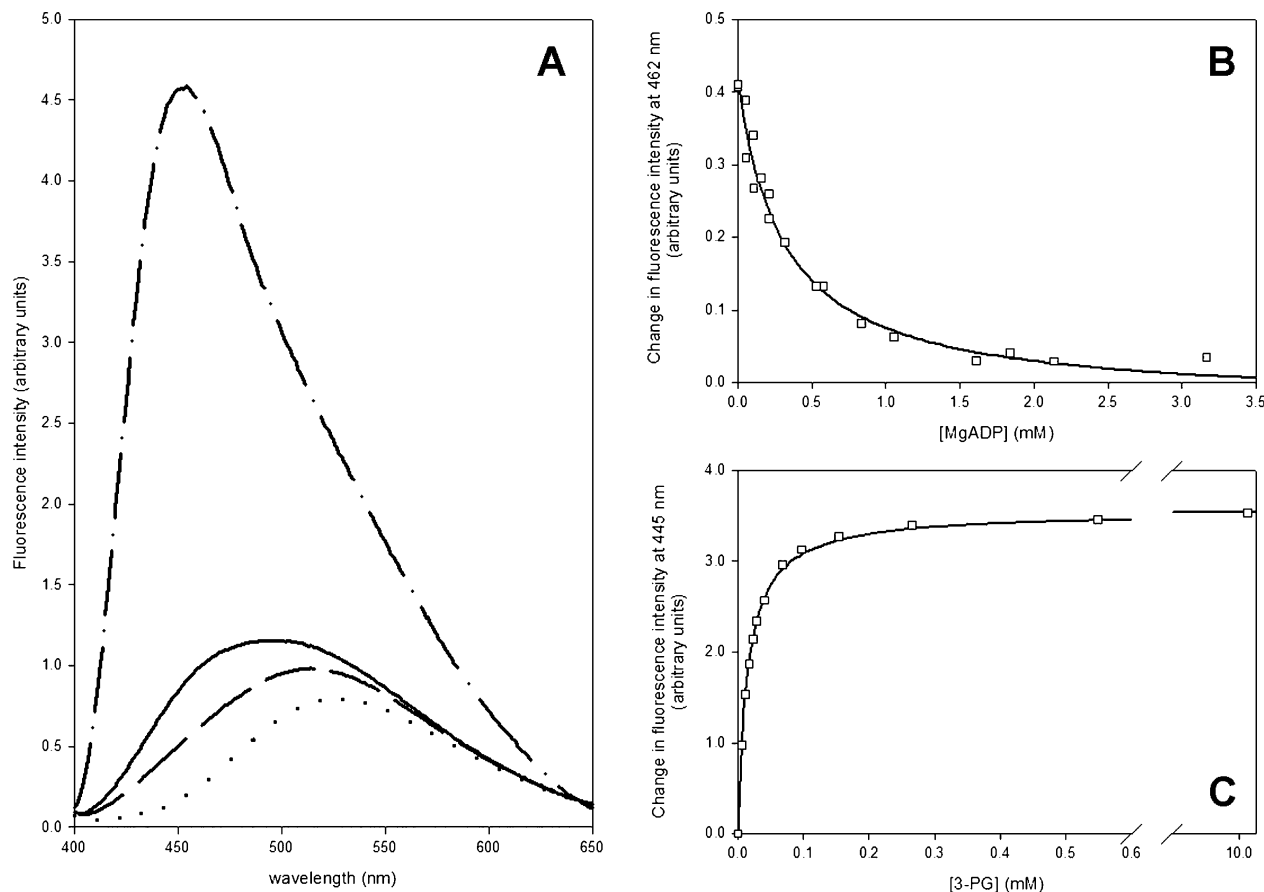 A
Fluorescence intensity (arbitrary units)
5.0
4.5
4.0
3.5
3.0
2.5
2.0
1.5
1.0
0.5
0.0
400 450 500 550 600 650
wavelength (nm)
B
Change in fluorescence intensity at 462 nm
(arbitrary units)
0.5
0.4
0.3
0.2
0.1
0.0
0.0 0.5 1.0 1.5 2.0 2.5 3.0 3.5
[MgADP] (mM)
C
Change in fluorescence intensity at 445 nm
(arbitrary units)
4.0
3.0
2.0
1.0
0.0
0.0 0.1 0.2 0.3 0.4 0.5 0.6 10.0
[3-PG] (mM)